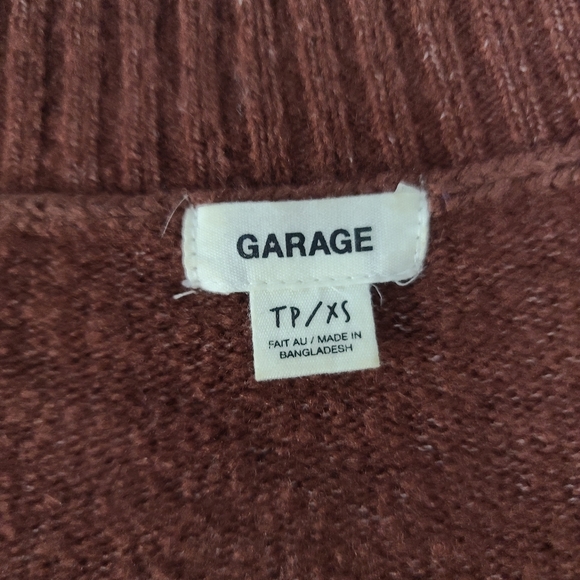 GARAGE
TP/XS
FAIT AU / MADE IN
BANGLADESH